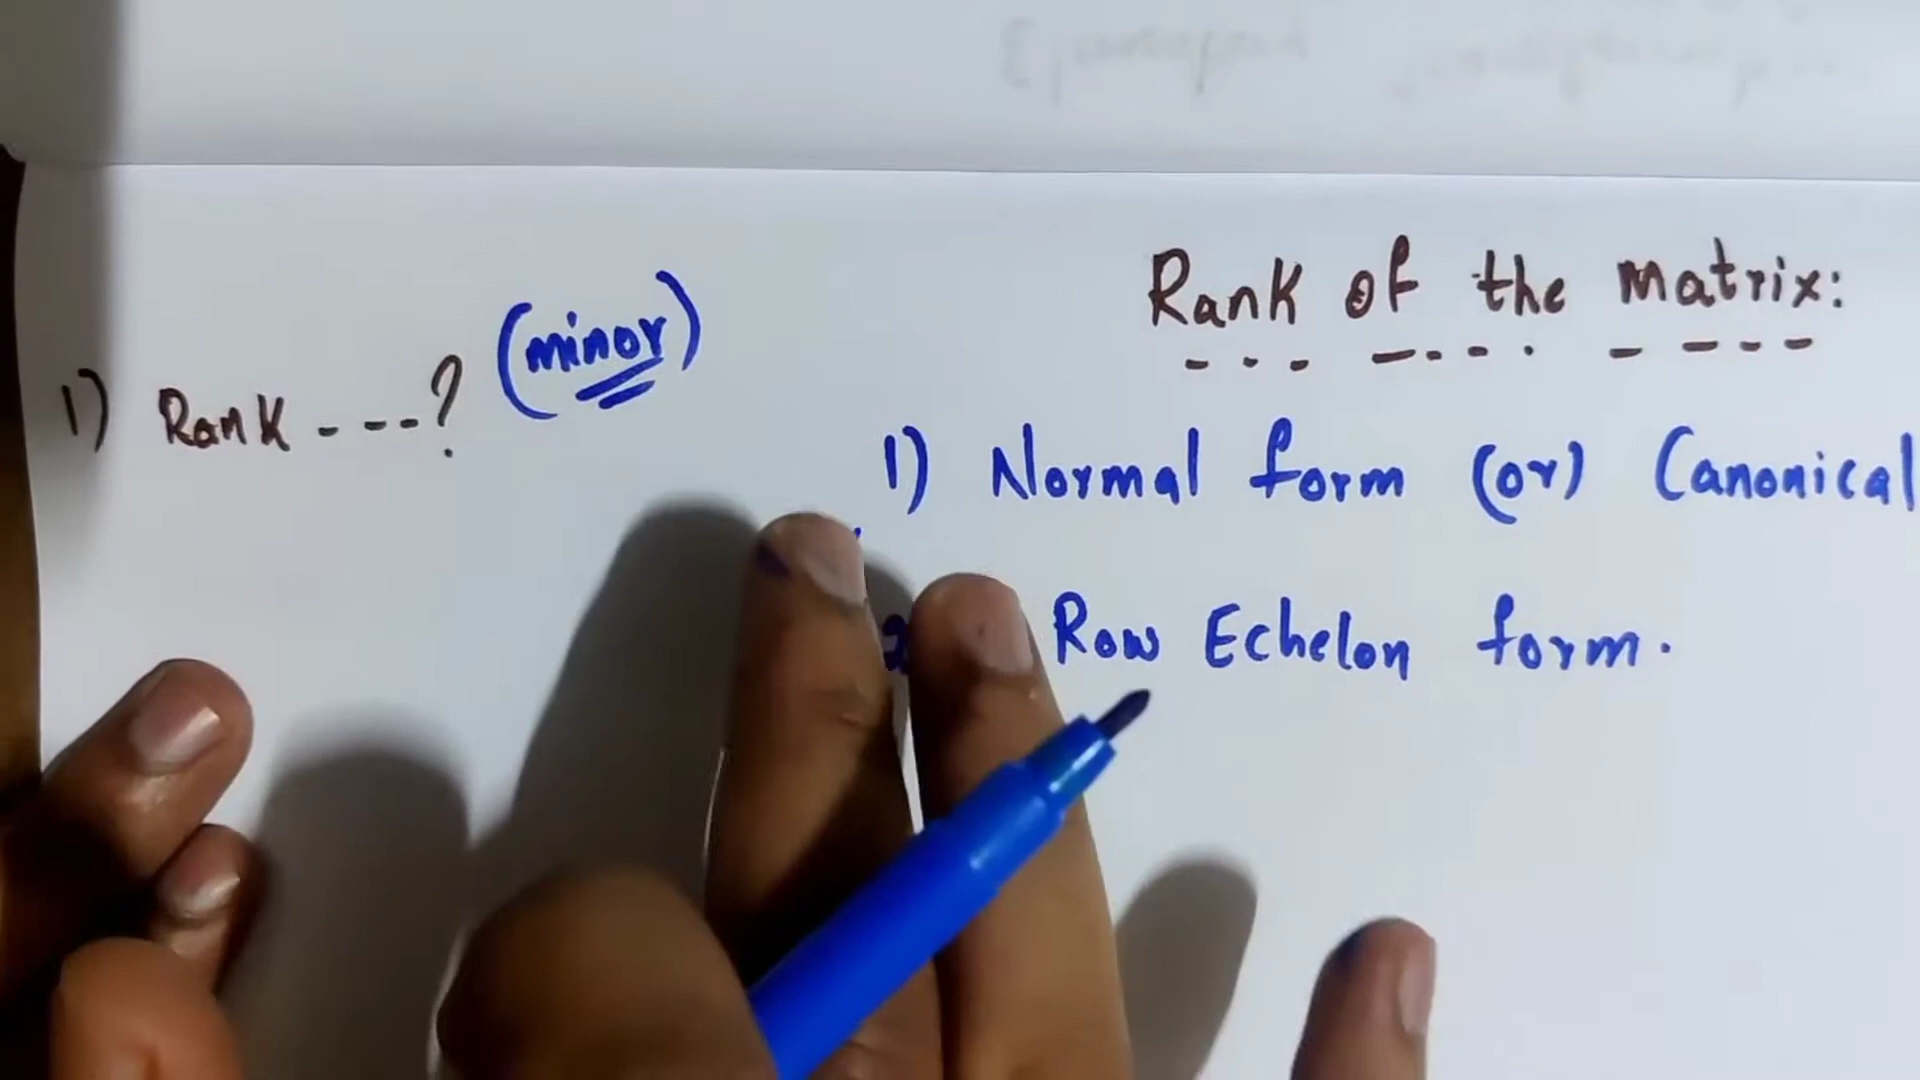 Rank of the Matrix:
1) Rank ---? (minor)
1) Normal form (or) Canonical
Row Echelon form.